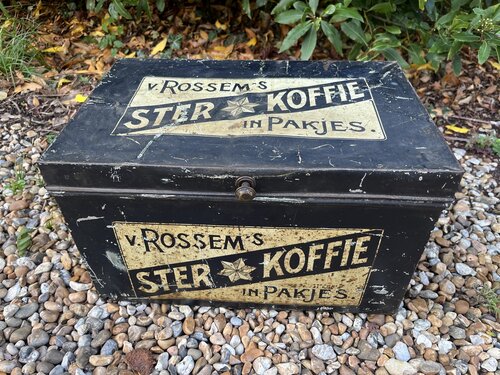 v. ROSSEM'S
STER KOFFIE
IN PAKJES.
v. ROSSEM'S
STER KOFFIE
IN PAKJES.